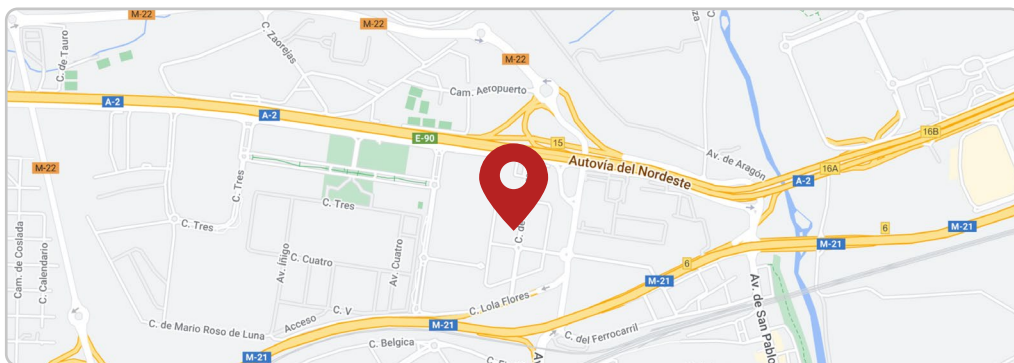 M-22
M-22
C. de Tauro
C. Zaorejas
M-22
Cam. Aeropuerto
A-2
A-2
E-90
15
16B
Autovía del Nordeste
Av. de Aragón
16A
A-2
M-22
C. Tres
C. Tres
C. Tres
C. de
6
M-21
M-21
Cam. de Coslada
C. Calendario
Av. Íñigo
C. Cuatro
Av. Cuatro
6
M-21
Av. de San Pablo
C. Lola Flores
Acceso
C. V
C. de Mario Roso de Luna
M-21
C. del Ferrocarril
C. Belgica
M-21